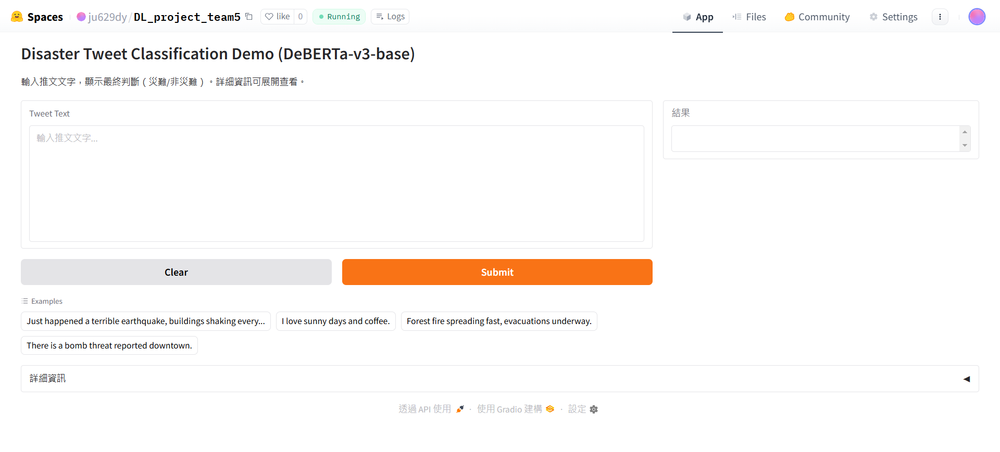 Spaces ju629dy/DL_project_team5 like 0 Running Logs App Files Community Settings
Disaster Tweet Classification Demo (DeBERTa-v3-base)
輸入推文文字，顯示最終判斷（災難/非災難）。詳細資訊可展開查看。
Tweet Text
輸入推文文字...
結果
Clear
Submit
Examples
Just happened a terrible earthquake, buildings shaking every...
I love sunny days and coffee.
Forest fire spreading fast, evacuations underway.
There is a bomb threat reported downtown.
詳細資訊
透過 API 使用 · 使用 Gradio 建構 · 設定